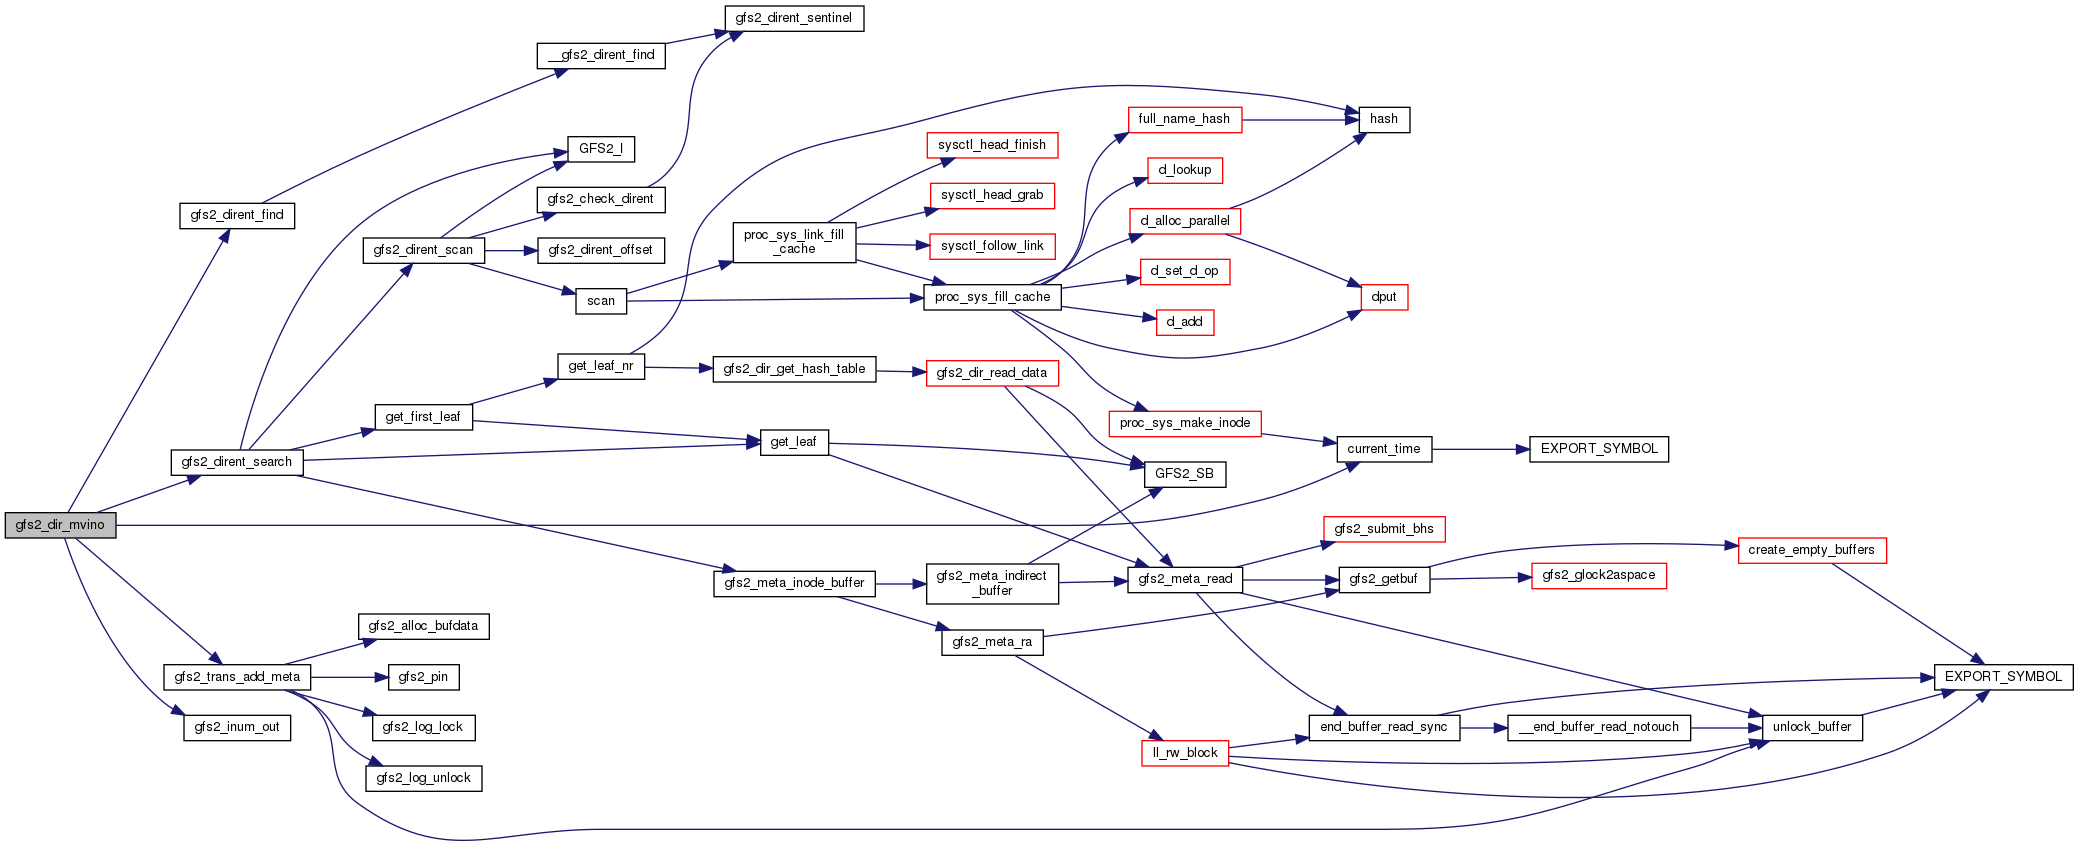 gfs2_dirent_sentinel
__gfs2_dirent_find
full_name_hash
hash
sysctl_head_finish
GFS2_I
d_lookup
sysctl_head_grab
gfs2_check_dirent
gfs2_dirent_find
d_alloc_parallel
proc_sys_link_fill
_cache
sysctl_follow_link
gfs2_dirent_scan
gfs2_dirent_offset
d_set_d_op
scan
proc_sys_fill_cache
dput
d_add
get_leaf_nr
gfs2_dir_get_hash_table
gfs2_dir_read_data
get_first_leaf
proc_sys_make_inode
get_leaf
current_time
EXPORT_SYMBOL
gfs2_dirent_search
GFS2_SB
gfs2_dir_mvino
gfs2_submit_bhs
create_empty_buffers
gfs2_meta_inode_buffer
gfs2_meta_indirect
_buffer
gfs2_meta_read
gfs2_getbuf
gfs2_glock2aspace
gfs2_alloc_bufdata
gfs2_meta_ra
gfs2_trans_add_meta
gfs2_pin
EXPORT_SYMBOL
gfs2_inum_out
gfs2_log_lock
end_buffer_read_sync
__end_buffer_read_notouch
unlock_buffer
ll_rw_block
gfs2_log_unlock